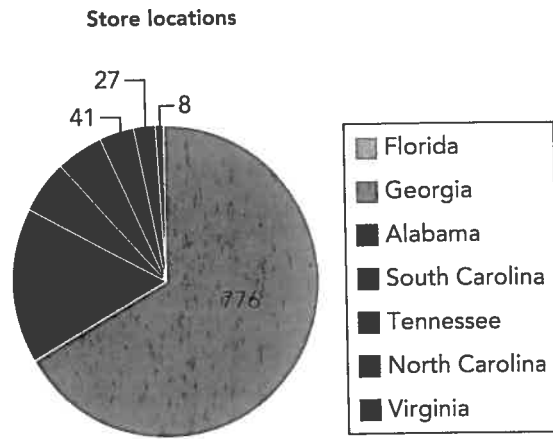 Store locations
27
8
41
776
Florida
Georgia
Alabama
South Carolina
Tennessee
North Carolina
Virginia